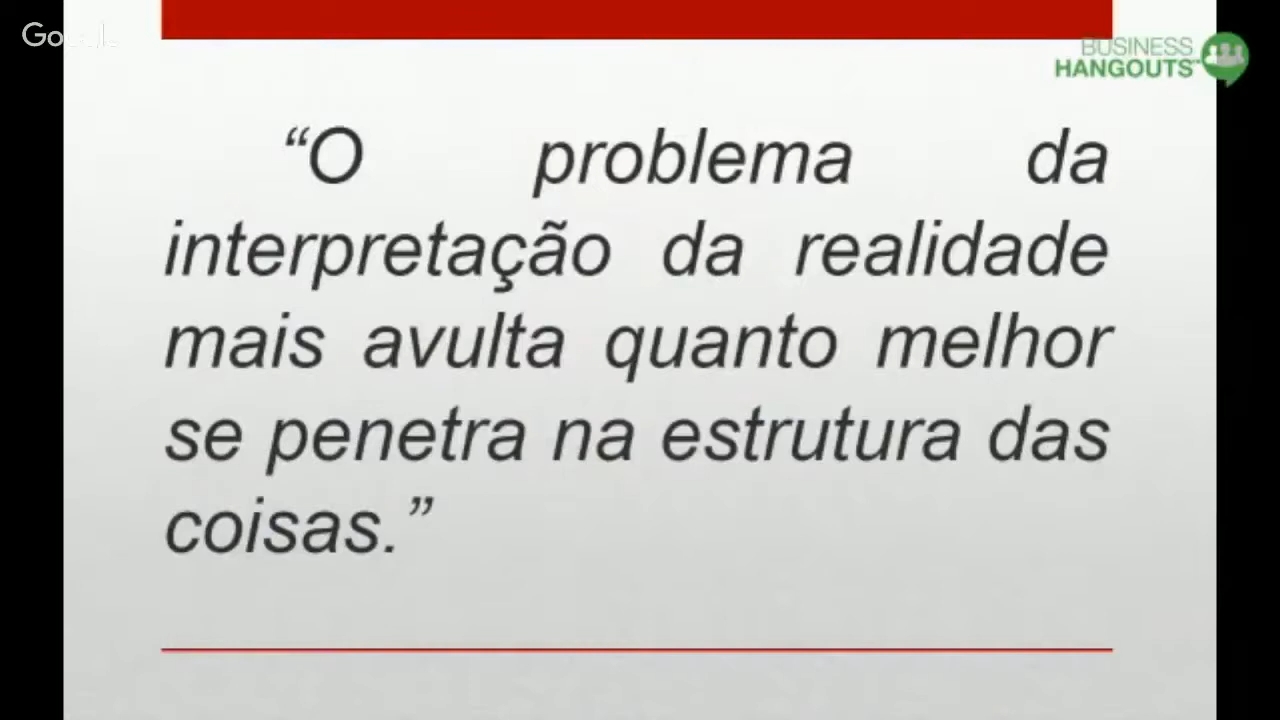 BUSINESS
HANGOUTS
“O problema da
interpretação da realidade
mais avulta quanto melhor
se penetra na estrutura das
coisas.”